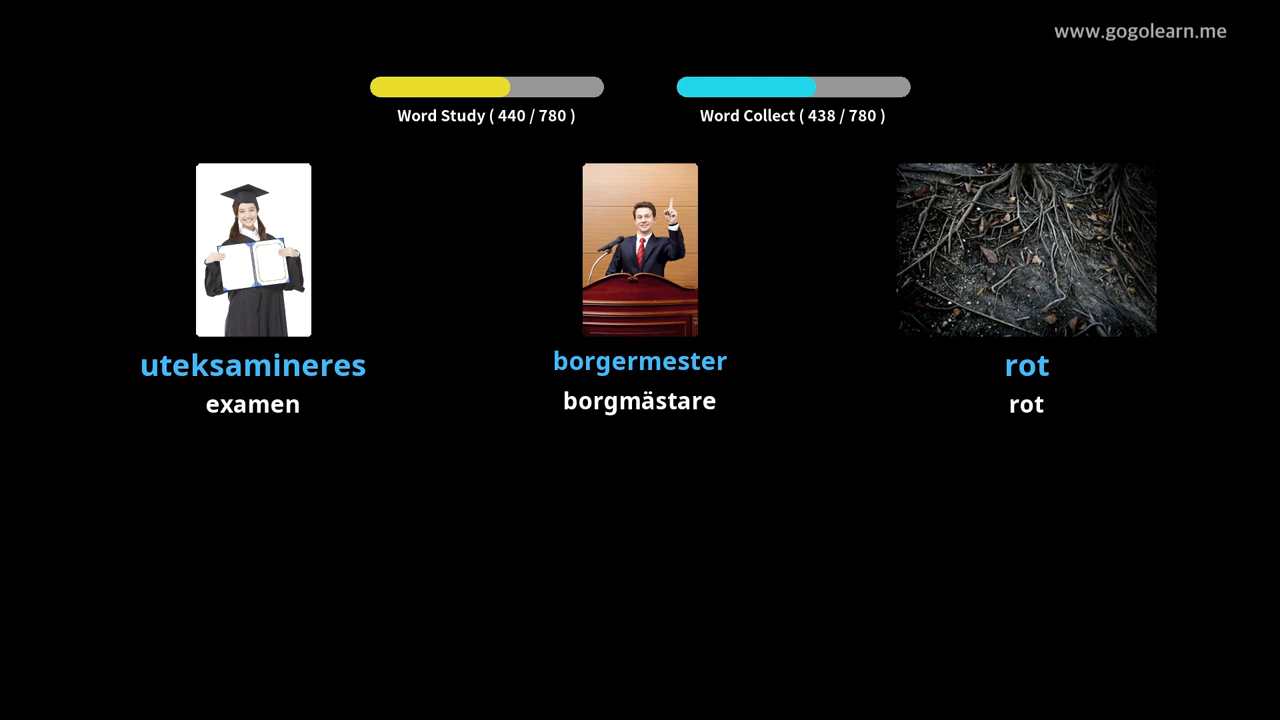 www.gogolearn.me
Word Study ( 440 / 780 )
Word Collect ( 438 / 780 )
uteksamineres
examen
borgermester
borgmästare
rot
rot